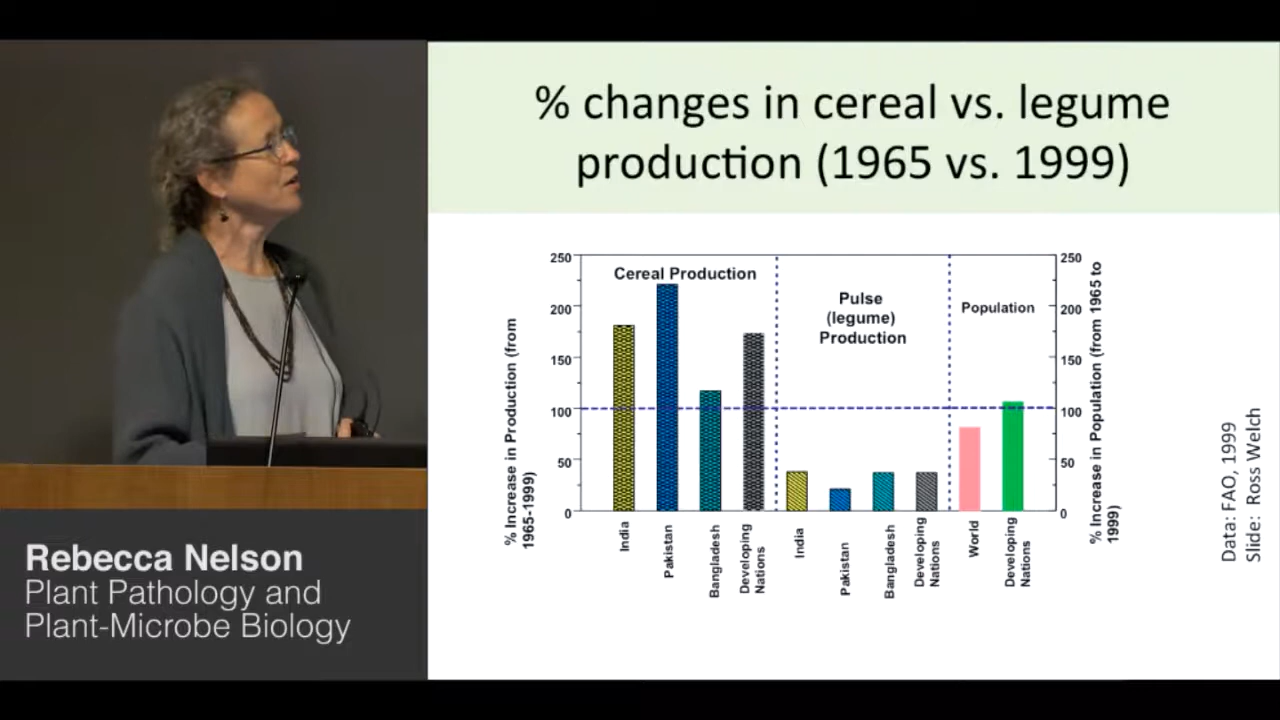 % changes in cereal vs. legume
production (1965 vs. 1999)
% Increase in Production (from
1965-1999)
250
200
150
100
50
0
Cereal Production
Pulse
(legume)
Production
Population
250
200
150
100
50
0
% Increase in Population (from 1965 to
1999)
India
Pakistan
Bangladesh
Developing
Nations
India
Pakistan
Bangladesh
Developing
Nations
World
Developing
Nations
Data: FAO, 1999
Slide: Ross Welch
Rebecca Nelson
Plant Pathology and
Plant-Microbe Biology